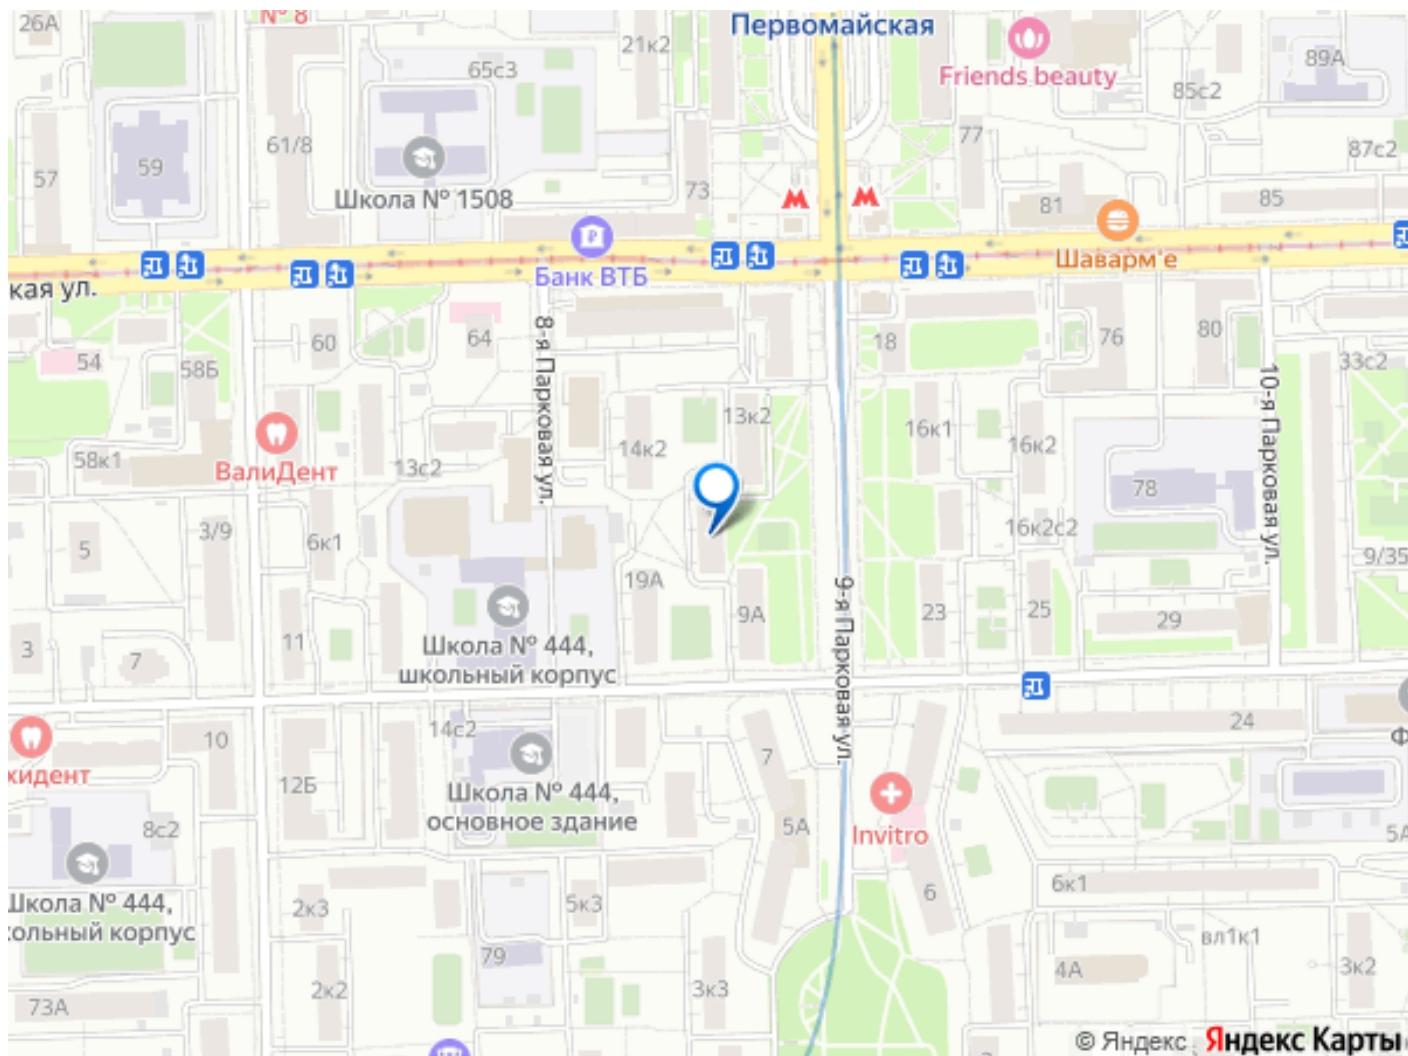 26А
№ 8
21к2
Первомайская
Friends beauty
89А
65с3
85с2
61/8
77
87с2
59
57
Школа № 1508
73
81
85
Шаварм'е
Банк ВТБ
кая ул.
8-я Парковая ул.
60
64
18
76
80
54
58Б
33с2
10-я Парковая ул.
13к2
14к2
16к1
16к2
58к1
ВалиДент
13с2
78
3/9
5
6к1
16к2с2
9/35
19А
9А
9-я Парковая ул.
23
25
29
11
3
7
Школа № 444,
школьный корпус
14с2
10
24
Ф
7
хидент
12Б
Школа № 444,
основное здание
8с2
5А
Invitro
5А
2к3
5к3
6
6к1
Школа № 444,
кольный корпус
79
вл1к1
4А
3к2
2к2
3к3
73А
© Яндекс Яндекс Карты